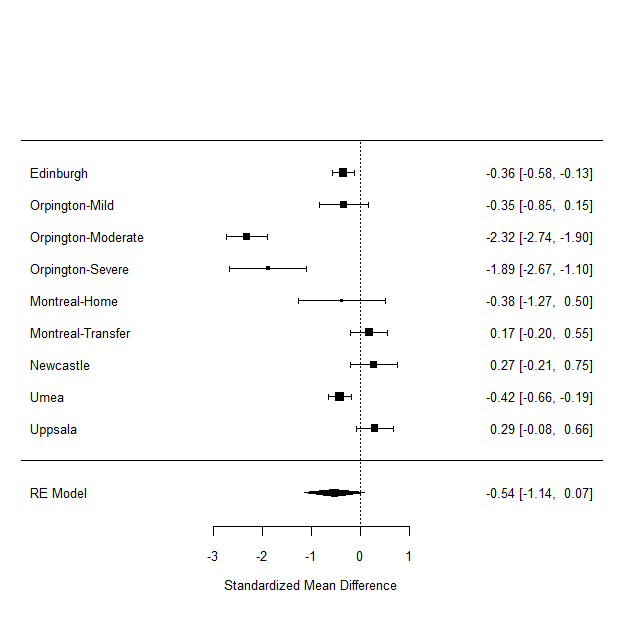 Edinburgh -0.36 [-0.58, -0.13]
Orpington-Mild -0.35 [-0.85, 0.15]
Orpington-Moderate -2.32 [-2.74, -1.90]
Orpington-Severe -1.89 [-2.67, -1.10]
Montreal-Home -0.38 [-1.27, 0.50]
Montreal-Transfer 0.17 [-0.20, 0.55]
Newcastle 0.27 [-0.21, 0.75]
Umea -0.42 [-0.66, -0.19]
Uppsala 0.29 [-0.08, 0.66]
RE Model -0.54 [-1.14, 0.07]
-3 -2 -1 0 1
Standardized Mean Difference